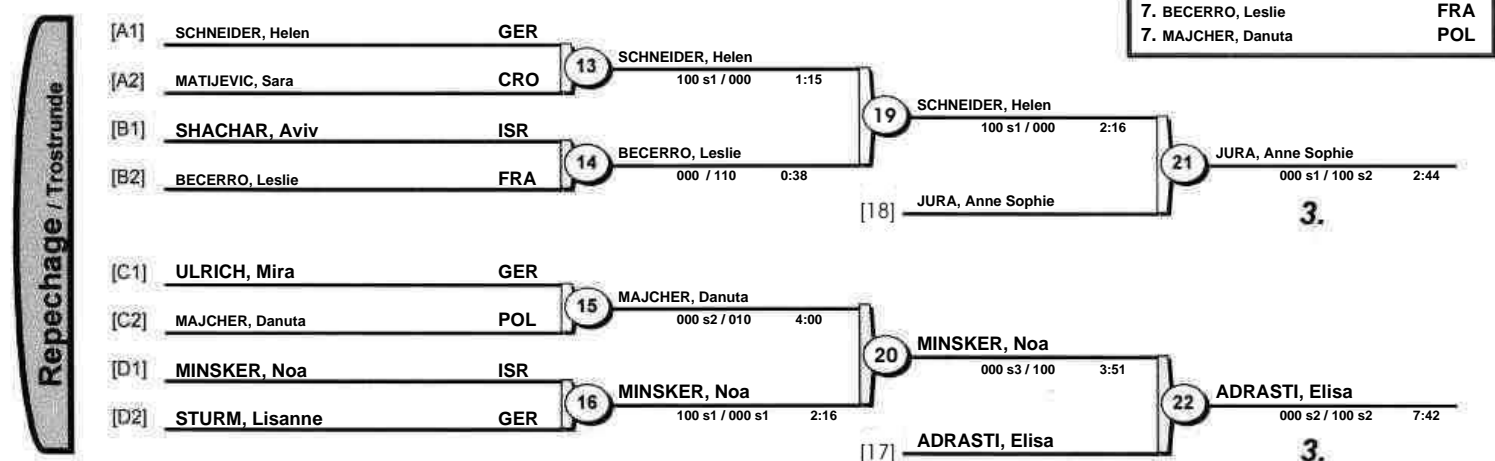 7. BECERRO, Leslie FRA
7. MAJCHER, Danuta POL
Repechage / Trostrunde
[A1] SCHNEIDER, Helen GER
13 SCHNEIDER, Helen
100 s1 / 000 1:15
[A2] MATIJEVIC, Sara CRO
19 SCHNEIDER, Helen
100 s1 / 000 2:16
[B1] SHACHAR, Aviv ISR
14 BECERRO, Leslie
000 / 110 0:38
[B2] BECERRO, Leslie FRA
21 JURA, Anne Sophie
000 s1 / 100 s2 2:44
[18] JURA, Anne Sophie
3.
[C1] ULRICH, Mira GER
15 MAJCHER, Danuta
000 s2 / 010 4:00
[C2] MAJCHER, Danuta POL
20 MINSKER, Noa
000 s3 / 100 3:51
[D1] MINSKER, Noa ISR
16 MINSKER, Noa
100 s1 / 000 s1 2:16
[D2] STURM, Lisanne GER
22 ADRASTI, Elisa
000 s2 / 100 s2 7:42
[17] ADRASTI, Elisa
3.